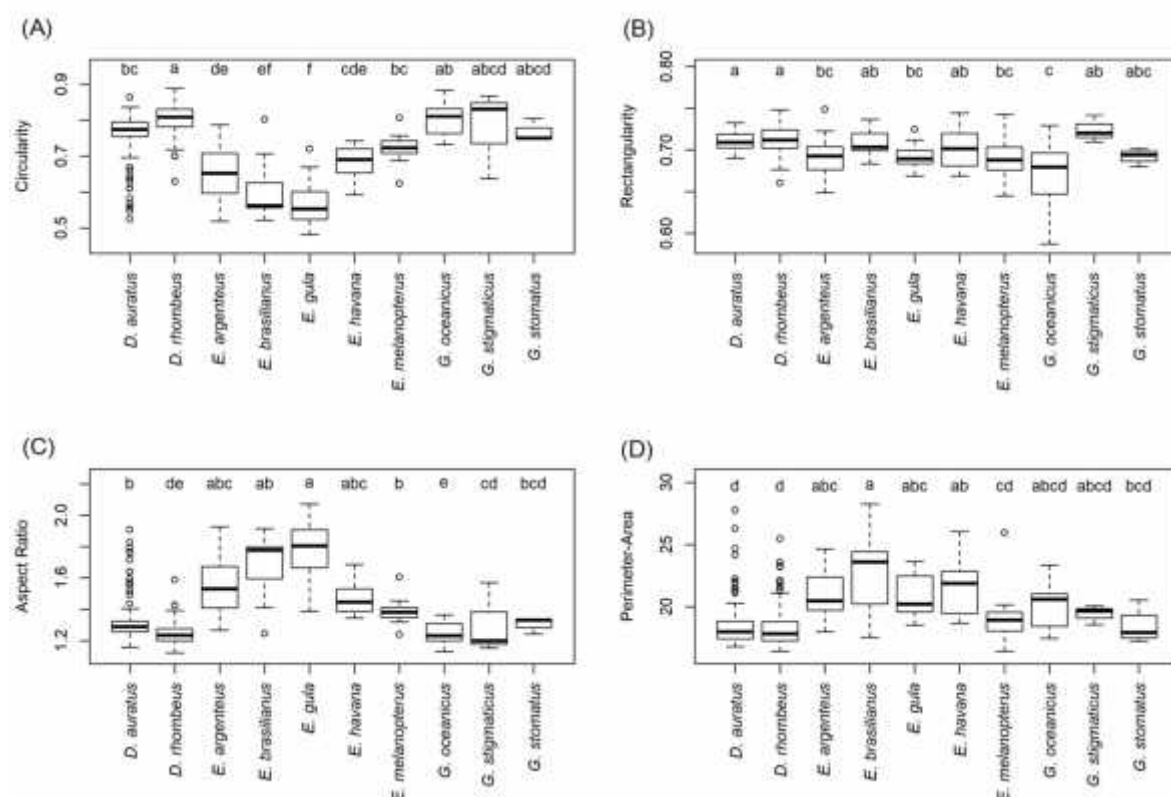 (A)
bc a de ef f cde bc ab abcd abcd
Circularity
0.9
0.7
0.5
D. auratus
D. rhombeus
E. argenteus
E. brasilianus
E. gula
E. havana
E. melanopterus
G. oceanicus
G. stigmaticus
G. stomatus
(B)
a a bc ab bc ab bc c ab abc
Rectangularity
0.80
0.70
0.60
D. auratus
D. rhombeus
E. argenteus
E. brasilianus
E. gula
E. havana
E. melanopterus
G. oceanicus
G. stigmaticus
G. stomatus
(C)
b de abc ab a abc b e cd bcd
Aspect Ratio
2.0
1.6
1.2
D. auratus
D. rhombeus
E. argenteus
E. brasilianus
E. gula
E. havana
E. melanopterus
G. oceanicus
G. stigmaticus
G. stomatus
(D)
d d abc a abc ab cd abcd abcd bcd
Perimeter-Area
30
25
20
D. auratus
D. rhombeus
E. argenteus
E. brasilianus
E. gula
E. havana
E. melanopterus
G. oceanicus
G. stigmaticus
G. stomatus